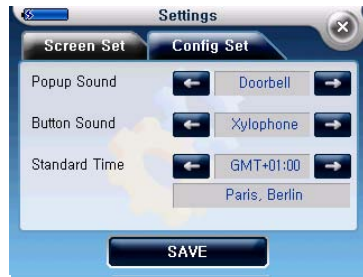 Settings
Screen Set Config Set
Popup Sound Doorbell
Button Sound Xylophone
Standard Time GMT+01:00
Paris, Berlin
SAVE